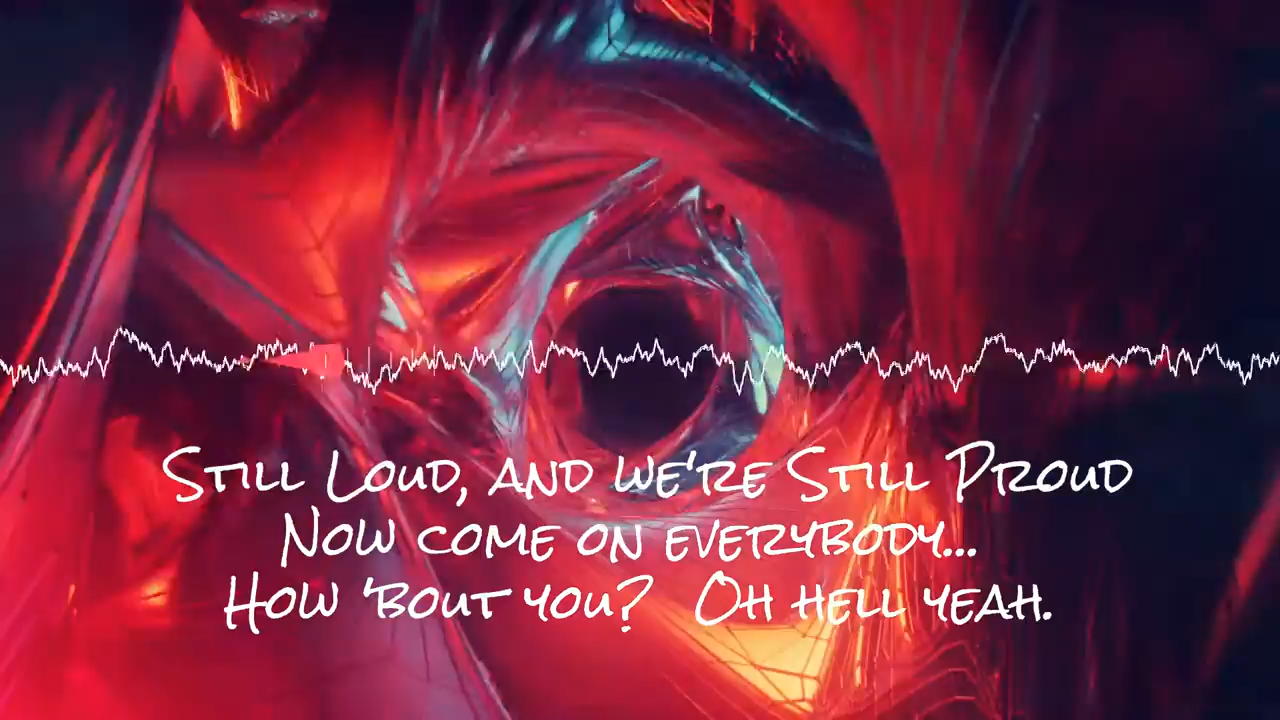 Still Loud, and we're Still Proud
Now come on everybody...
How 'bout you? Oh hell yeah.